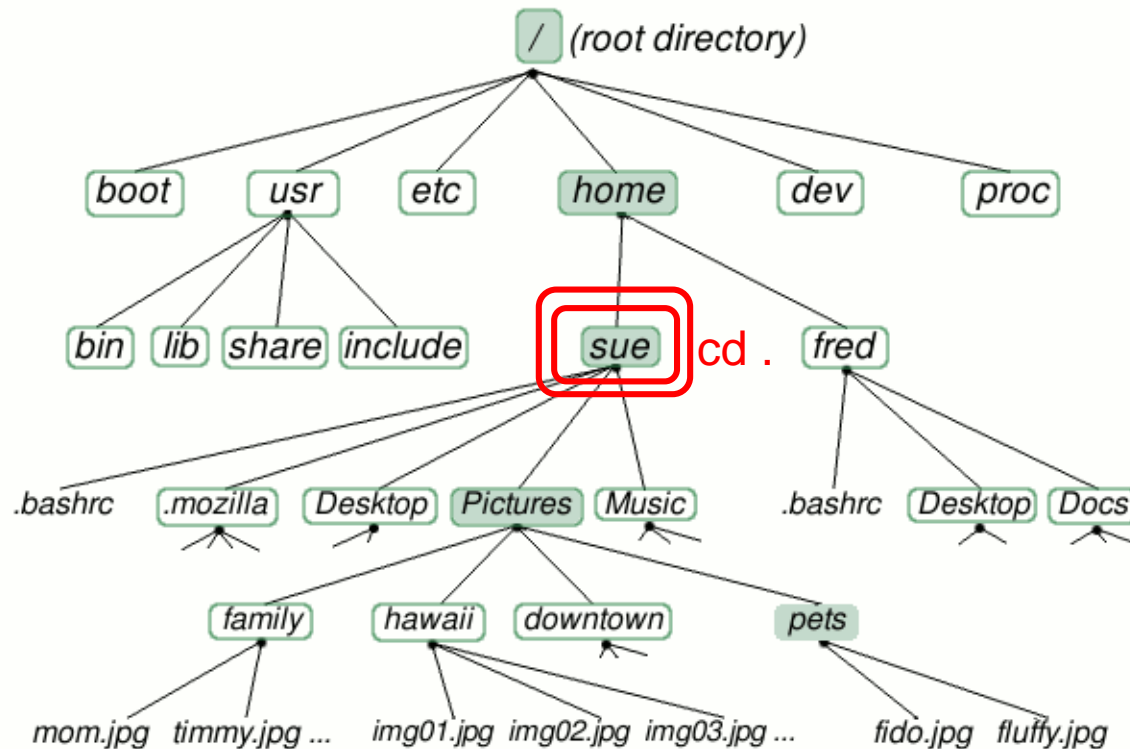 / (root directory)
boot usr etc home dev proc
bin lib share include sue cd . fred
.bashrc .mozilla Desktop Pictures Music .bashrc Desktop Docs
family hawaii downtown pets
mom.jpg timmy.jpg ... img01.jpg img02.jpg img03.jpg ... fido.jpg fluffy.jpg